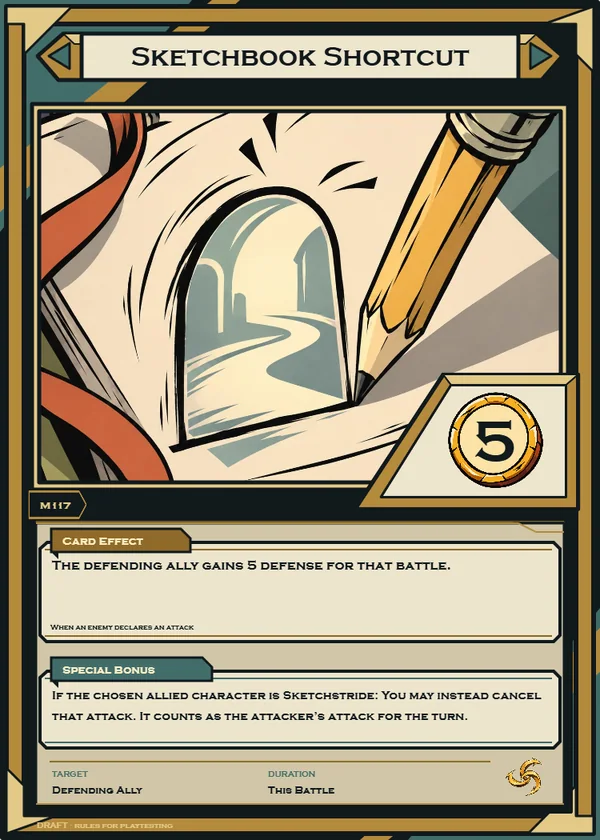 Sketchbook Shortcut
5
M117
Card Effect
The defending ally gains 5 defense for that battle.
When an enemy declares an attack
Special Bonus
If the chosen allied character is Sketchstride: You may instead cancel
that attack. It counts as the attacker's attack for the turn.
Target
Duration
Defending Ally
This Battle
DRAFT · Rules for playtesting